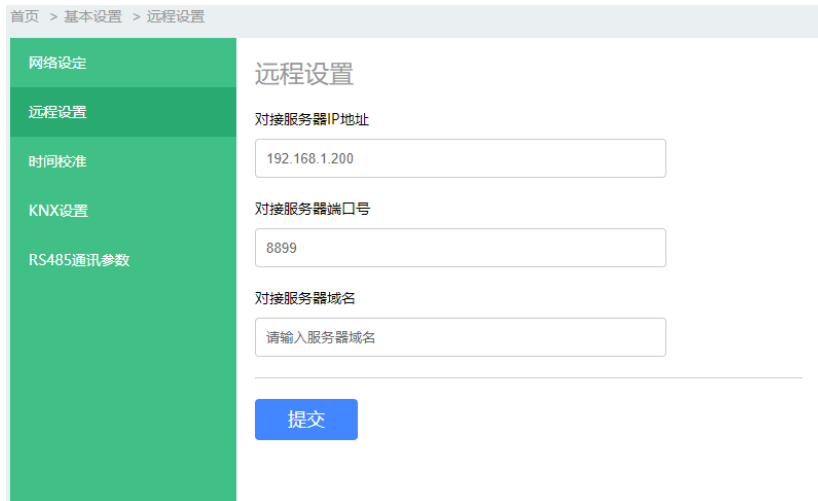 首页 > 基本设置 > 远程设置
网络设定
远程设置
时间校准
KNX设置
RS485通讯参数
远程设置
对接服务器IP地址
192.168.1.200
对接服务器端口号
8899
对接服务器域名
请输入服务器域名
提交